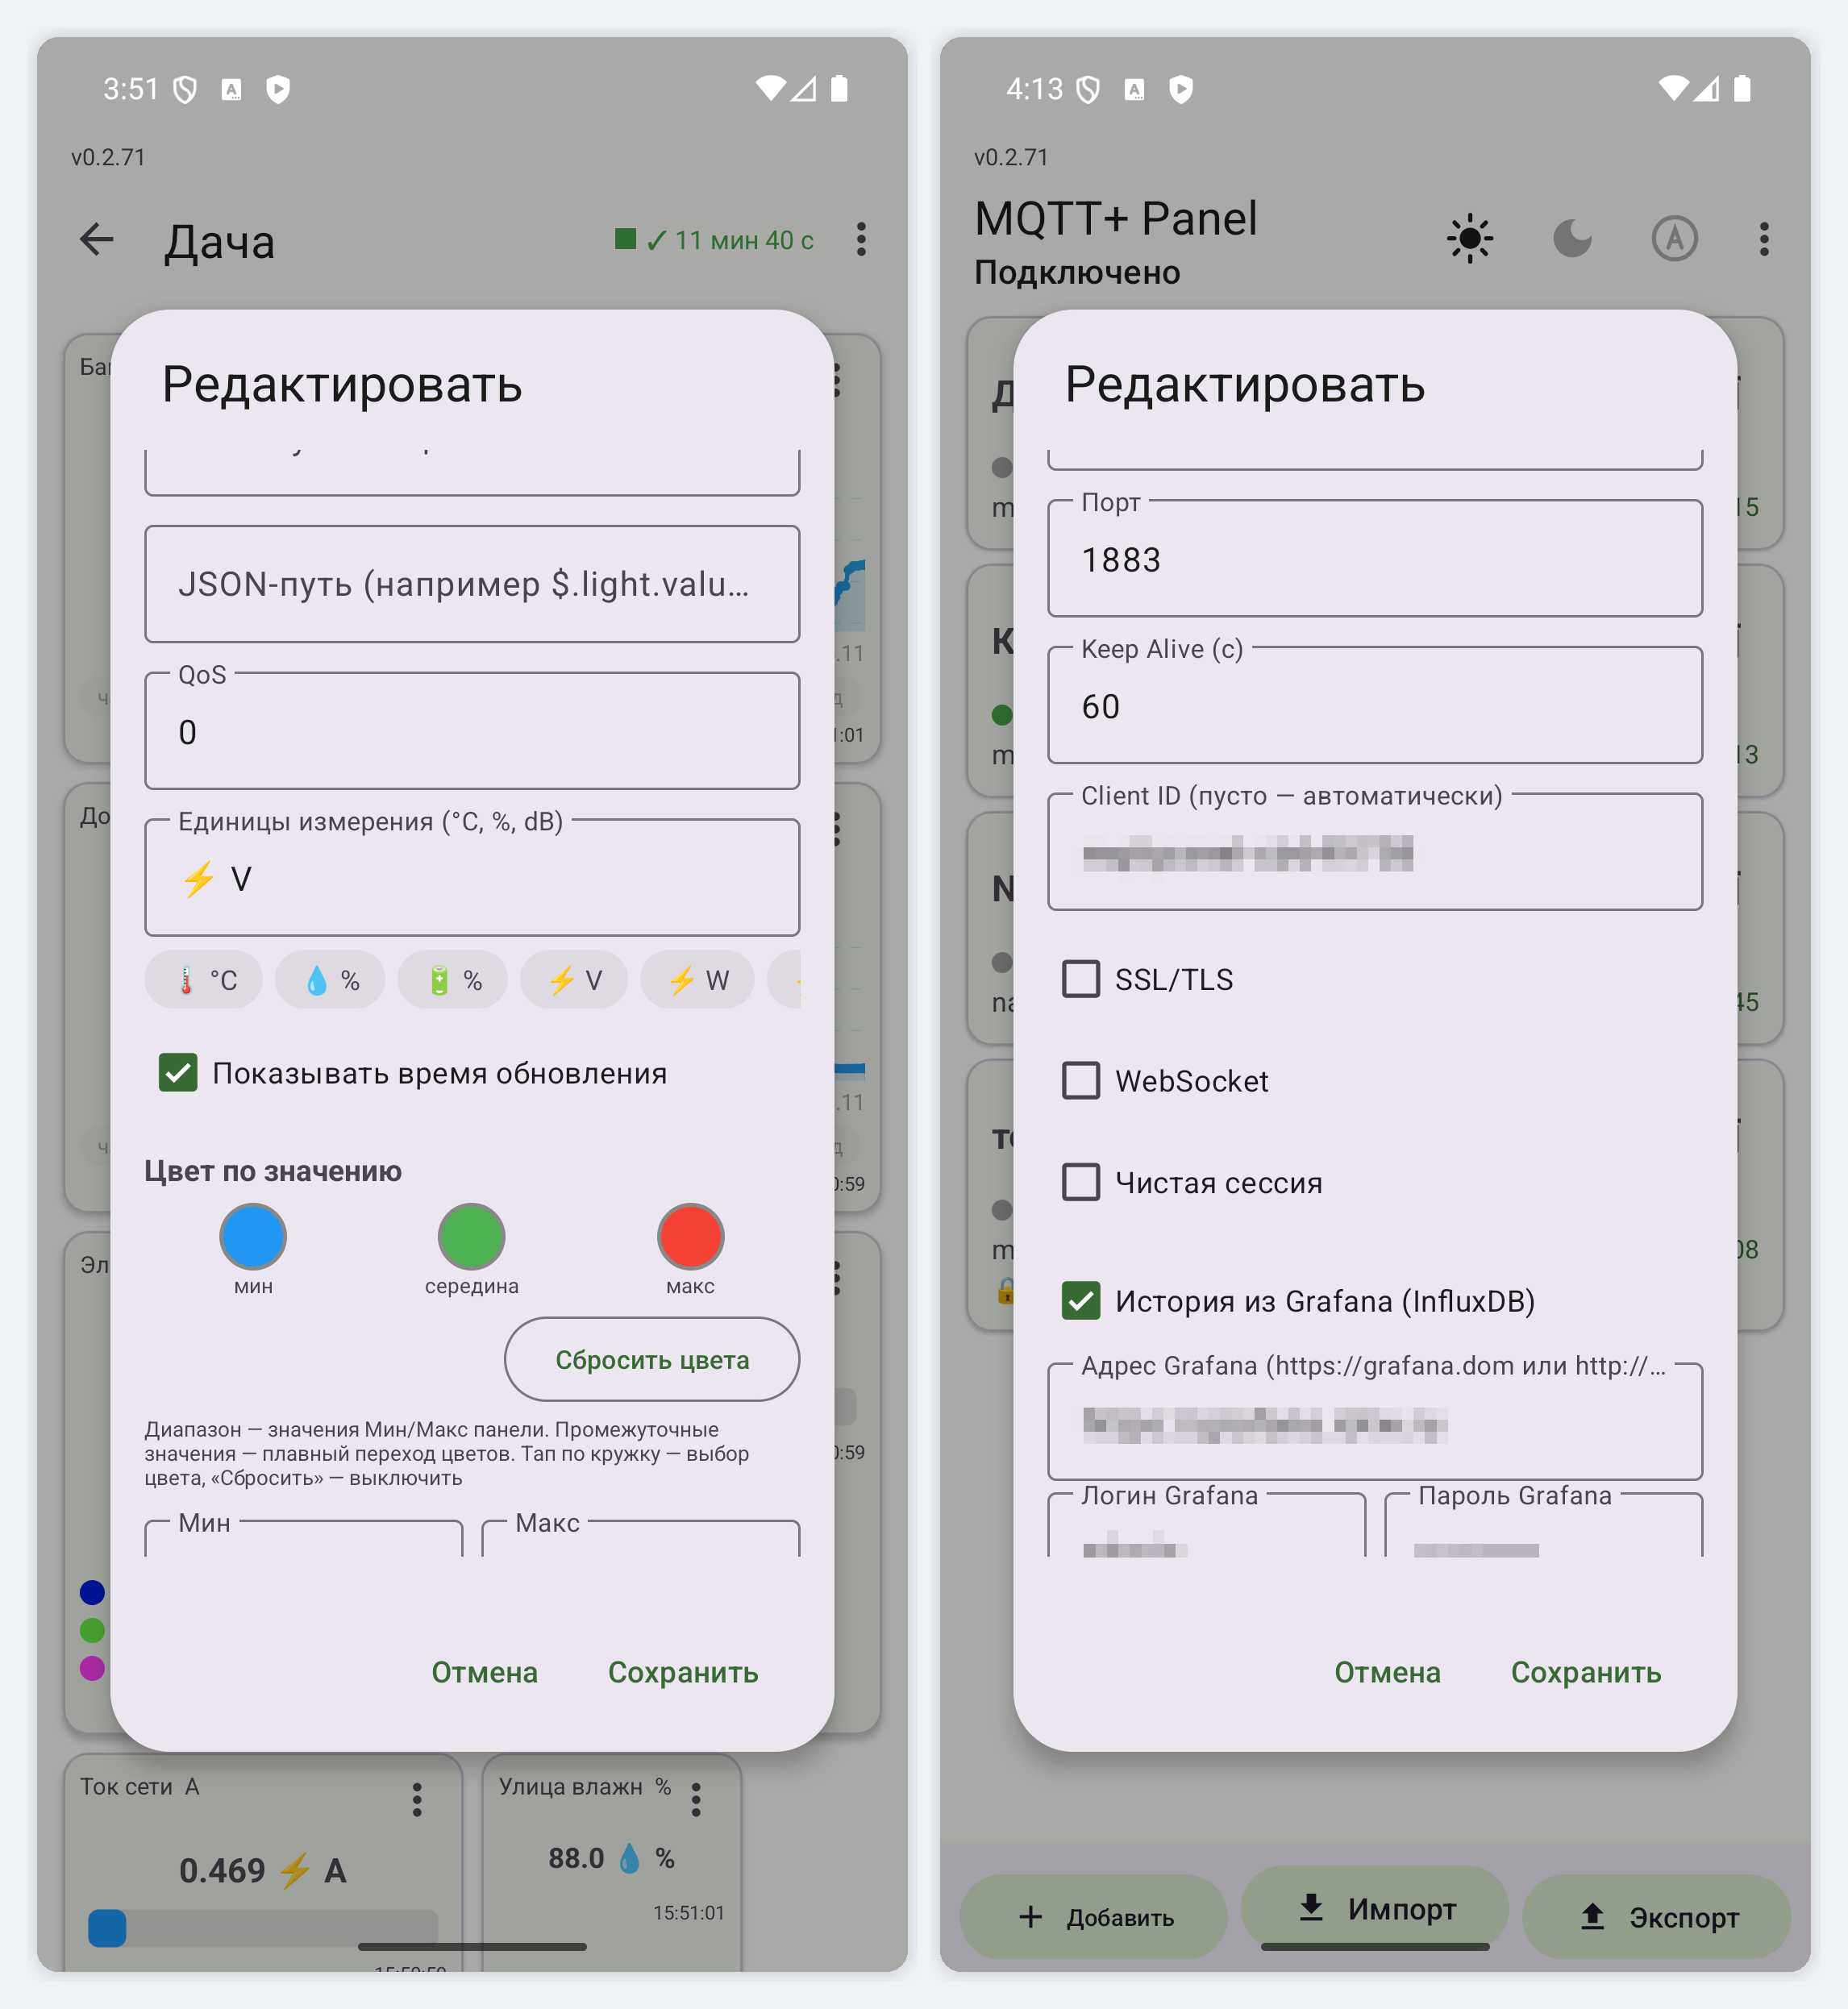 3:51
v0.2.71
Дача
✓ 11 мин 40 с
Редактировать
JSON-путь (например $.light.valu…
QoS
0
Единицы измерения (°C, %, dB)
⚡ V
🌡️ °C
💧 %
🔋 %
⚡ V
⚡ W
Показывать время обновления
Цвет по значению
мин
середина
макс
Сбросить цвета
Диапазон — значения Мин/Макс панели. Промежуточные
значения — плавный переход цветов. Тап по кружку — выбор
цвета, «Сбросить» — выключить
Мин
Макс
Отмена
Сохранить
Ток сети A
0.469 ⚡ A
Улица влажн %
88.0 💧 %
15:51:01
4:13
v0.2.71
MQTT+ Panel
Подключено
Редактировать
Порт
1883
Keep Alive (с)
60
Client ID (пусто — автоматически)
SSL/TLS
WebSocket
Чистая сессия
История из Grafana (InfluxDB)
Адрес Grafana (https://grafana.dom или http://…
Логин Grafana
Пароль Grafana
Отмена
Сохранить
Добавить
Импорт
Экспорт